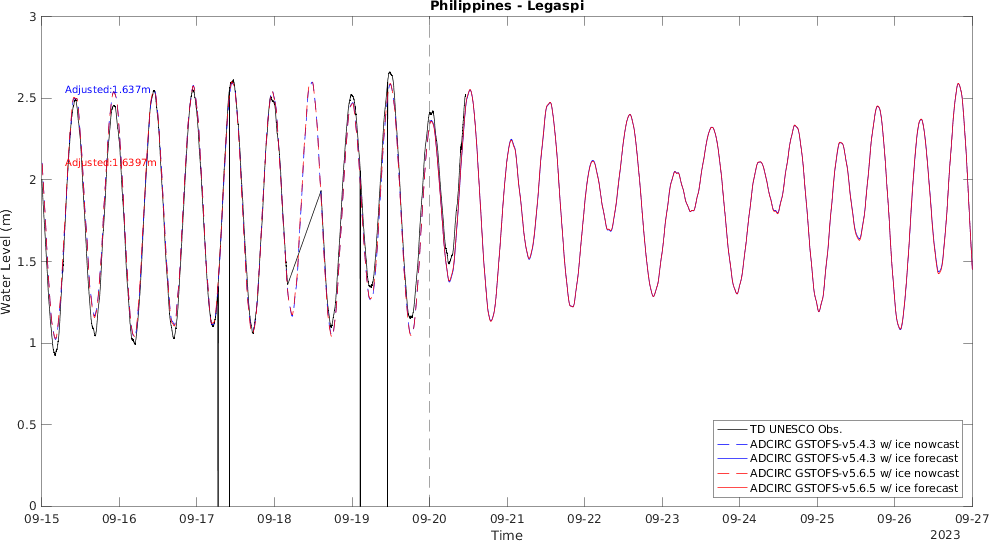 Philippines - Legaspi
3
2.5
2
1.5
1
0.5
0
Water Level (m)
Adjusted:1.637m
Adjusted:1.6397m
TD UNESCO Obs.
ADCIRC GSTOFS-v5.4.3 w/ ice nowcast
ADCIRC GSTOFS-v5.4.3 w/ ice forecast
ADCIRC GSTOFS-v5.6.5 w/ ice nowcast
ADCIRC GSTOFS-v5.6.5 w/ ice forecast
09-15 09-16 09-17 09-18 09-19 09-20 09-21 09-22 09-23 09-24 09-25 09-26 09-27
Time
2023